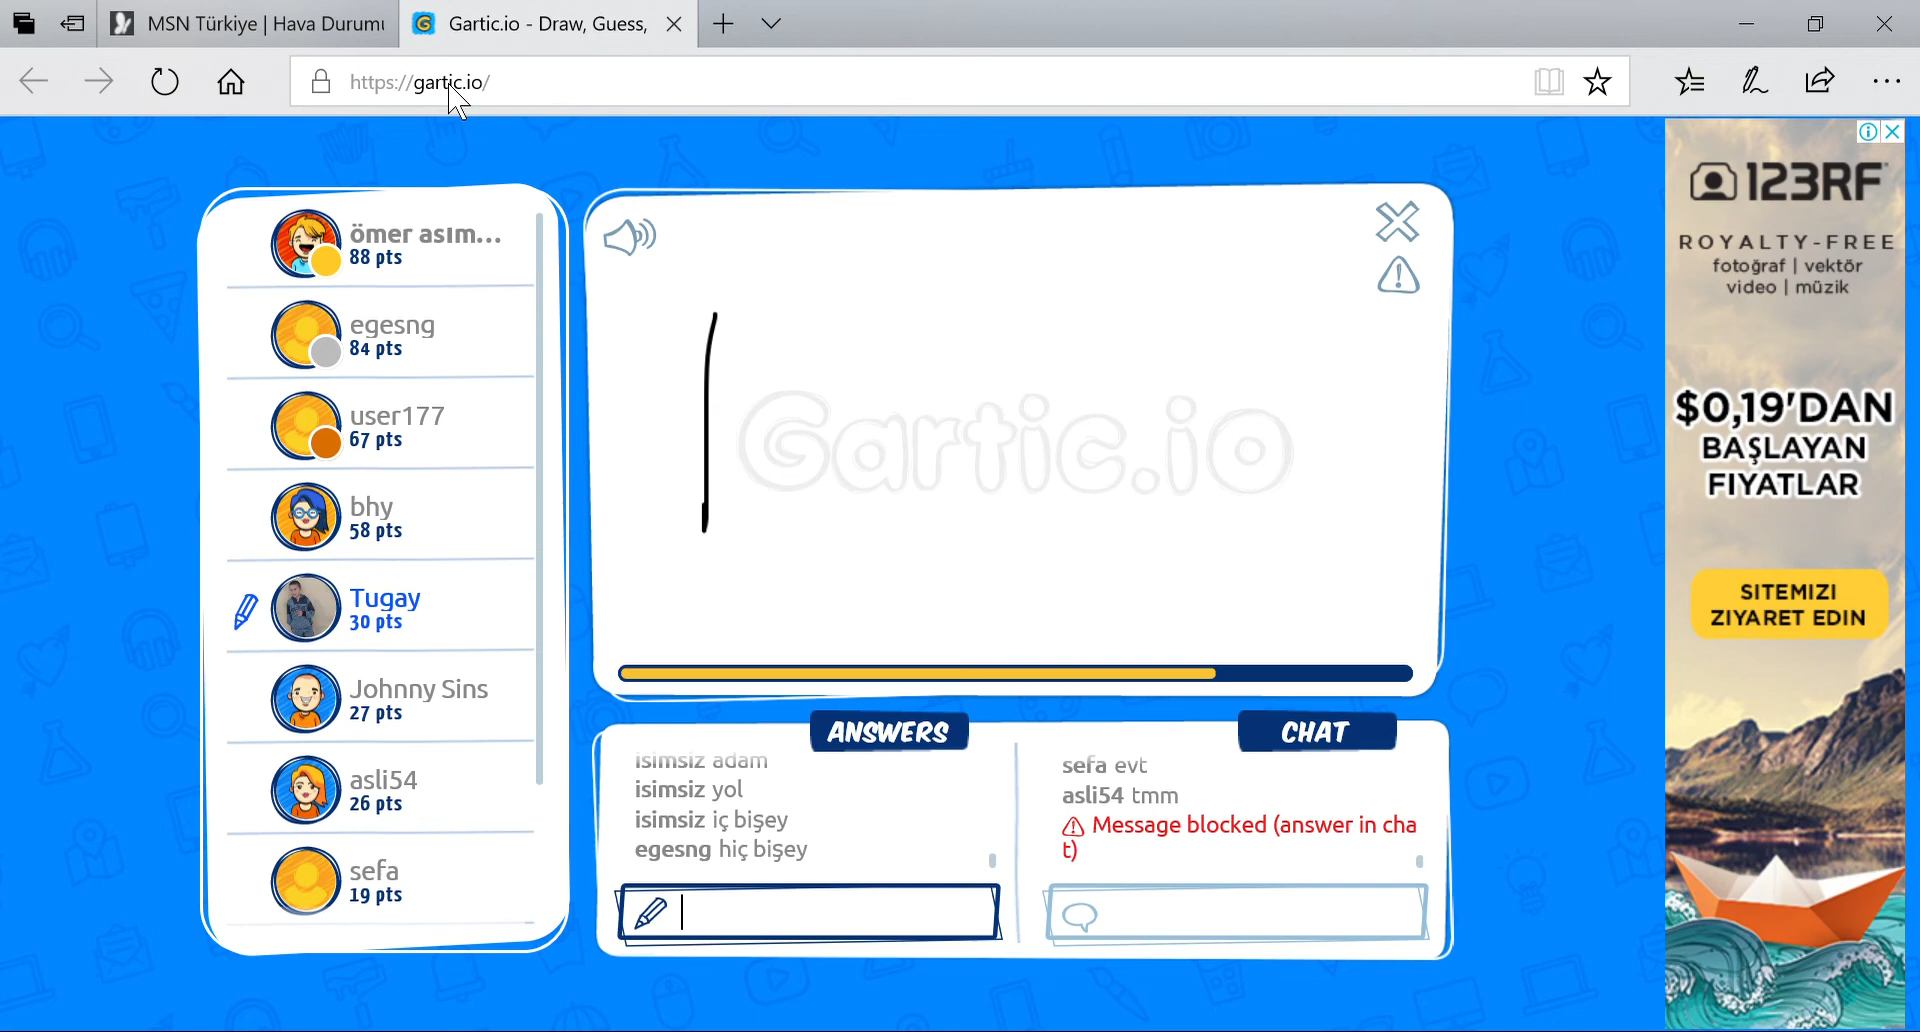 MSN Türkiye | Hava Durumu
Gartic.io - Draw, Guess,
https://gartic.io/
ömer asım...
88 pts
egesng
84 pts
user177
67 pts
bhy
58 pts
Tugay
30 pts
Johnny Sins
27 pts
asli54
26 pts
sefa
19 pts
Gartic.io
ANSWERS
isimsiz adam
isimsiz yol
isimsiz iç bişey
egesng hiç bişey
CHAT
sefa evt
asli54 tmm
Message blocked (answer in cha
t)
123RF
ROYALTY-FREE
fotoğraf | vektör
video | müzik
$0,19'DAN
BAŞLAYAN
FIYATLAR
SITEMIZI
ZIYARET EDIN